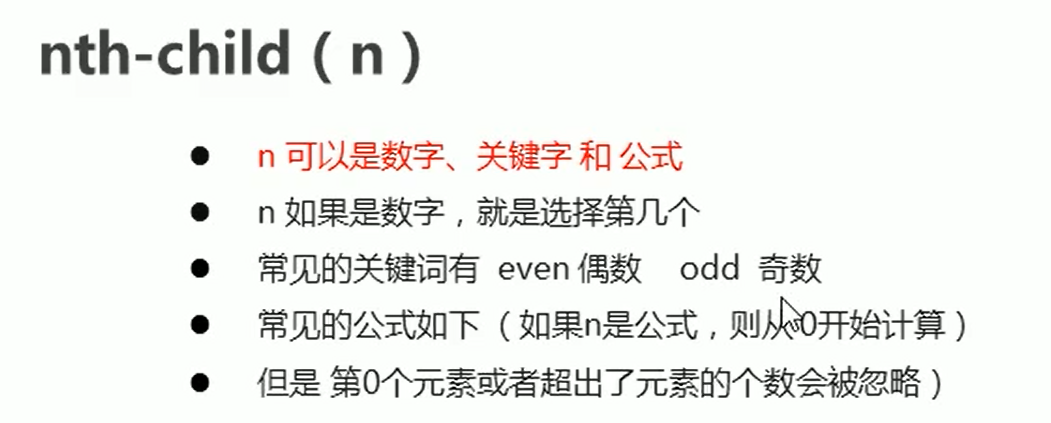 nth-child（n）
n 可以是数字、关键字 和 公式
n 如果是数字，就是选择第几个
常见的关键词有 even 偶数 odd 奇数
常见的公式如下（如果n是公式，则从0开始计算）
但是 第0个元素或者超出了元素的个数会被忽略）